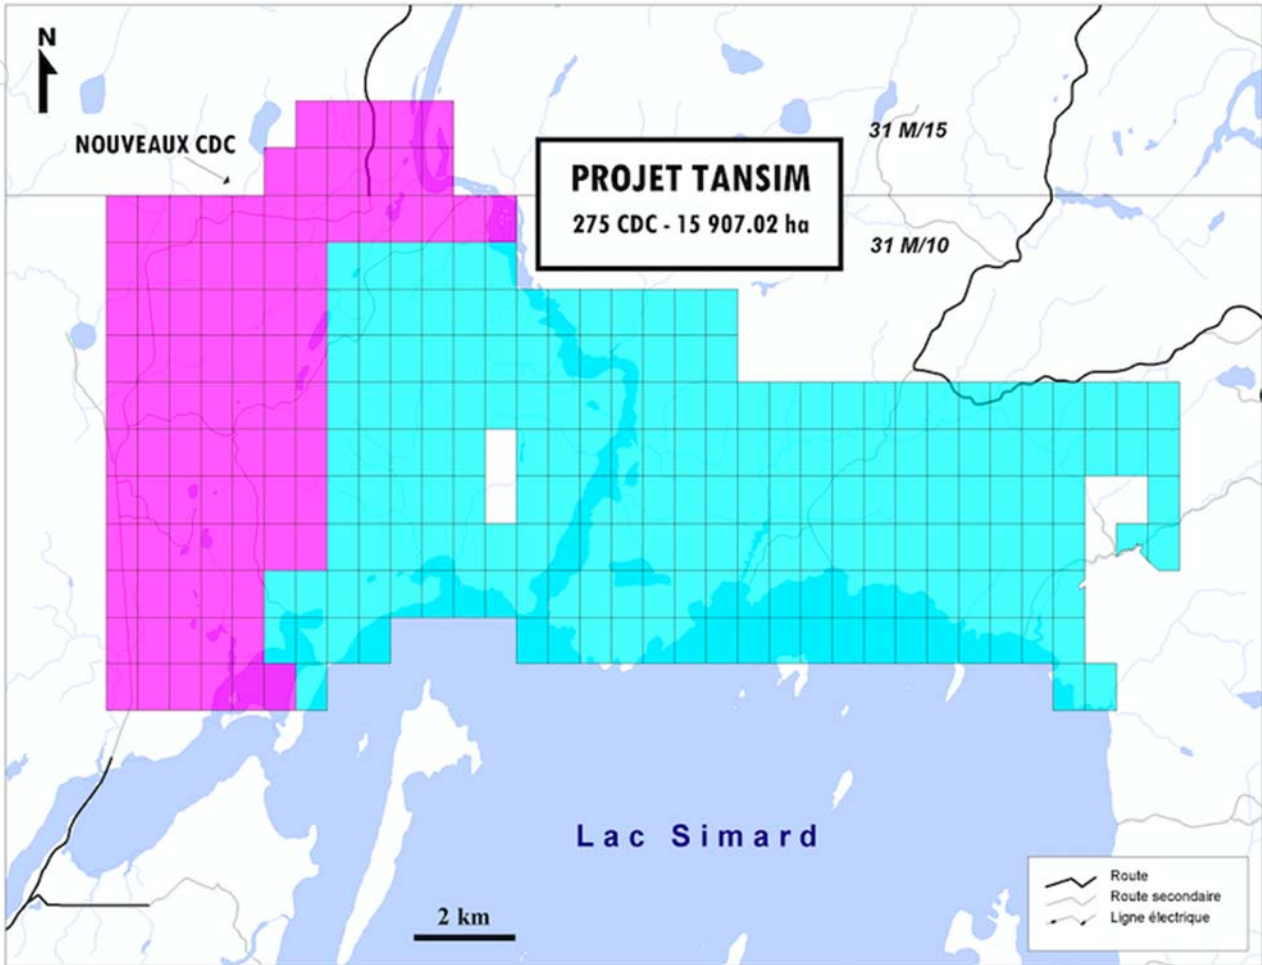 N
31 M/15
NOUVEAUX CDC
PROJET TANSIM
275 CDC - 15 907.02 ha
31 M/10
Lac Simard
Route
Route secondaire
Ligne électrique
2 km